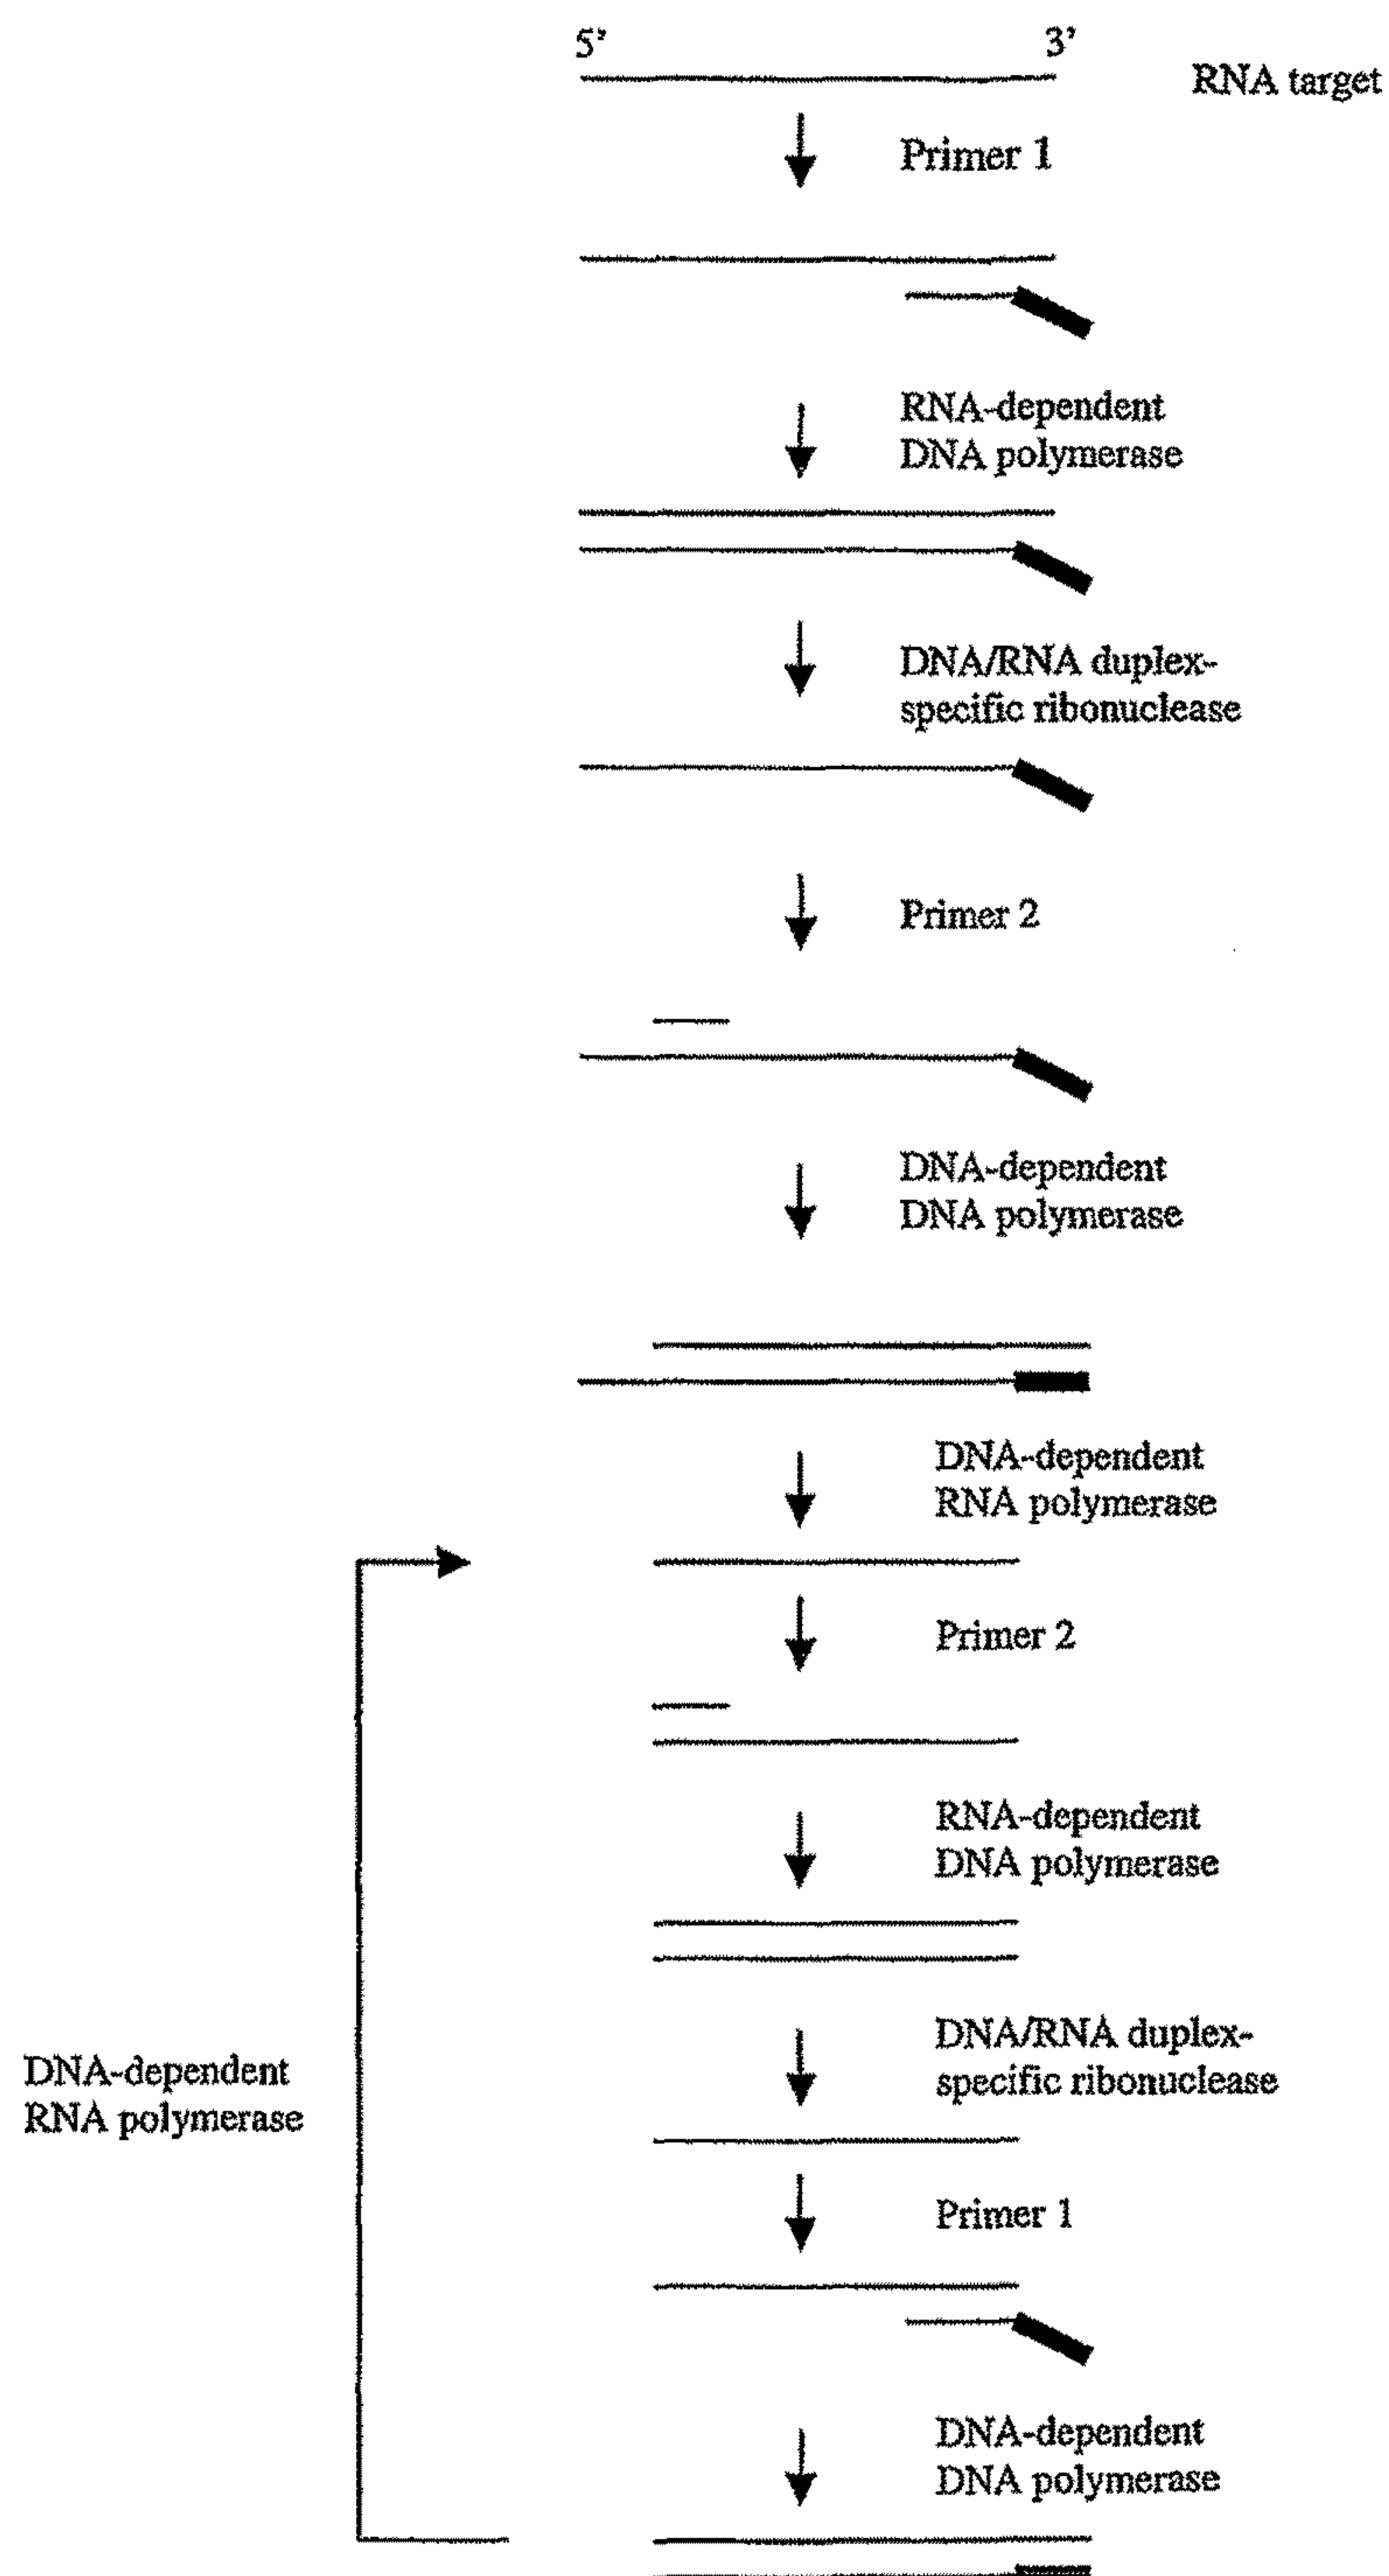 5’ 3’
RNA target
Primer 1
RNA-dependent
DNA polymerase
DNA/RNA duplex-
specific ribonuclease
Primer 2
DNA-dependent
DNA polymerase
DNA-dependent
RNA polymerase
Primer 2
RNA-dependent
DNA polymerase
DNA/RNA duplex-
specific ribonuclease
DNA-dependent
RNA polymerase
Primer 1
DNA-dependent
DNA polymerase